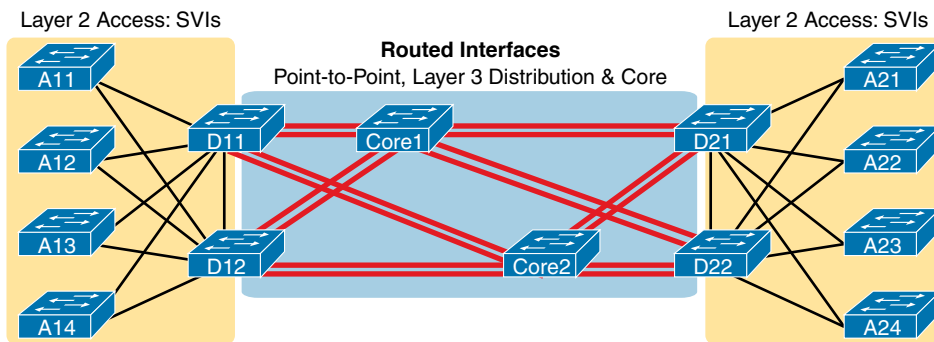 Layer 2 Access: SVIs
Layer 2 Access: SVIs
Routed Interfaces
Point-to-Point, Layer 3 Distribution & Core
A11
A12
A13
A14
D11
D12
Core1
Core2
D21
D22
A21
A22
A23
A24